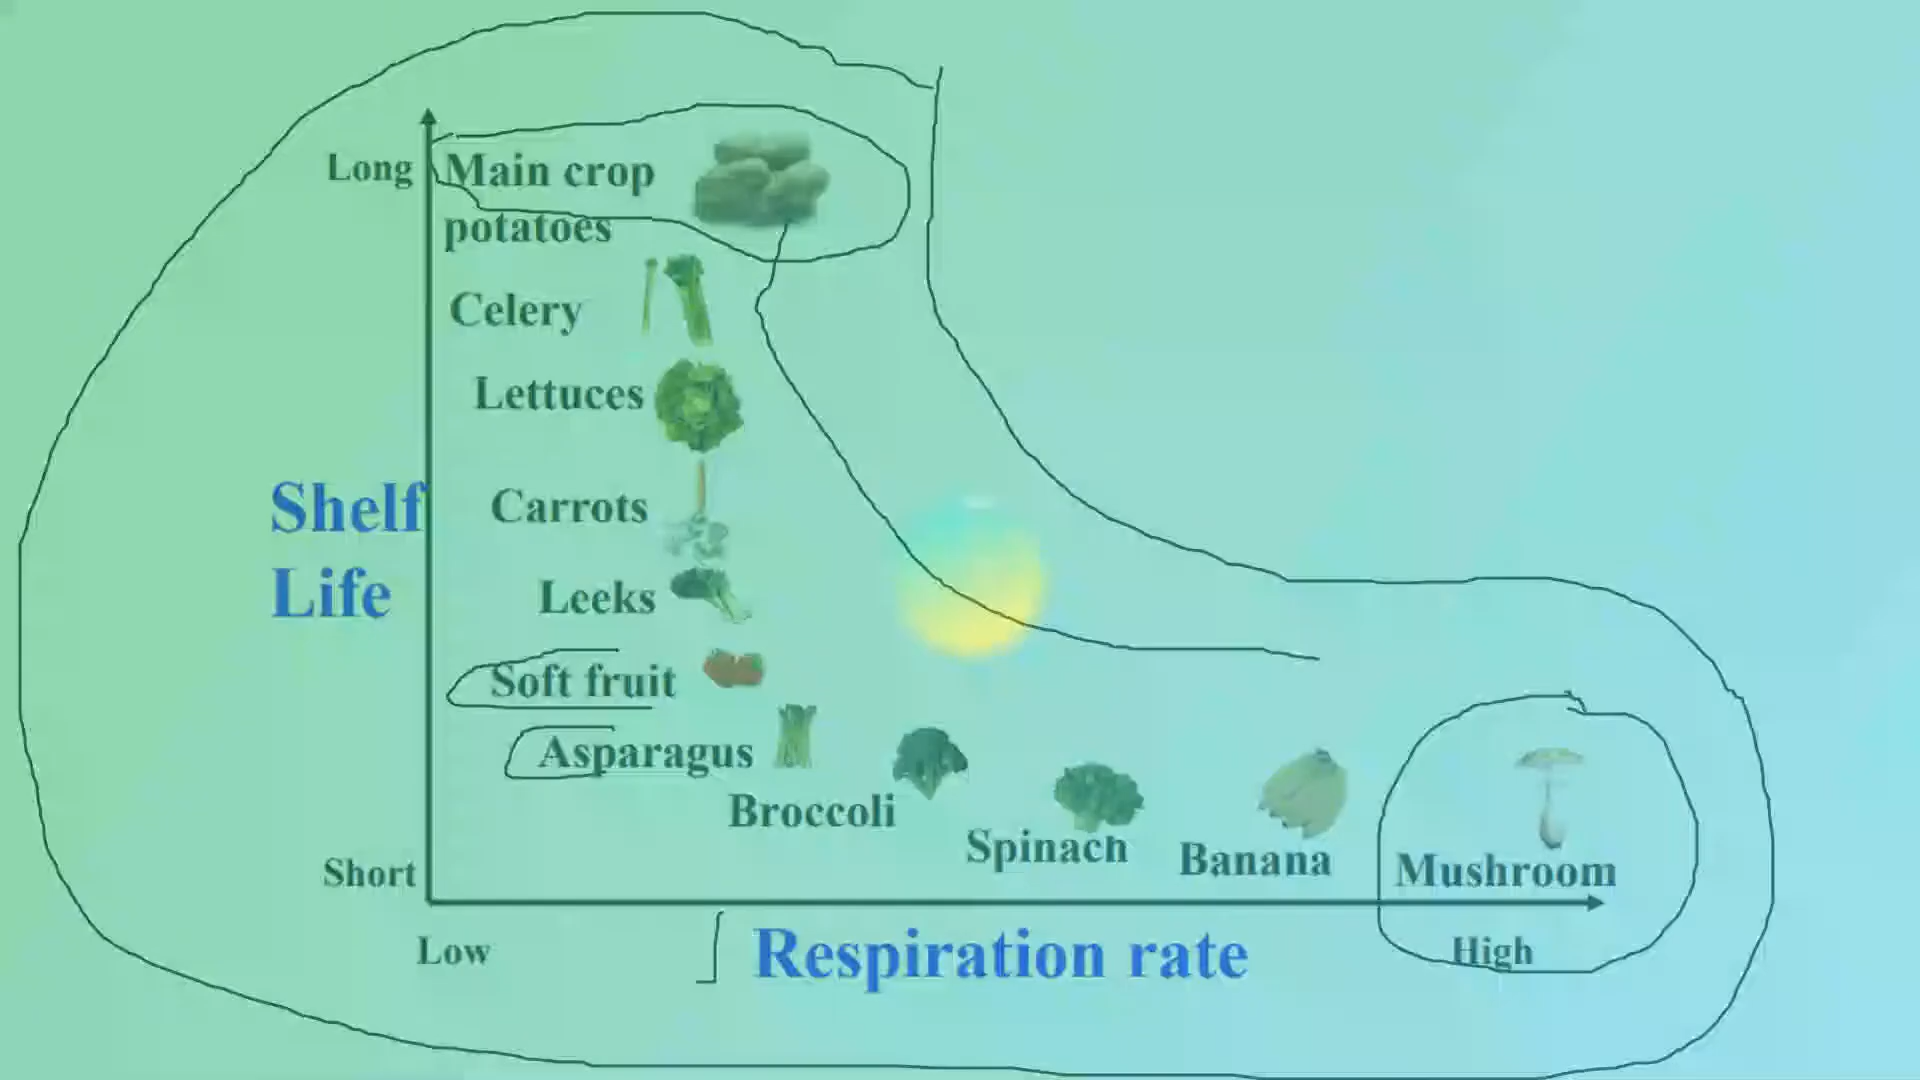 Long
Main crop
potatoes
Celery
Lettuces
Carrots
Shelf
Life
Leeks
Soft fruit
Asparagus
Broccoli
Spinach
Banana
Mushroom
Short
Low
Respiration rate
High